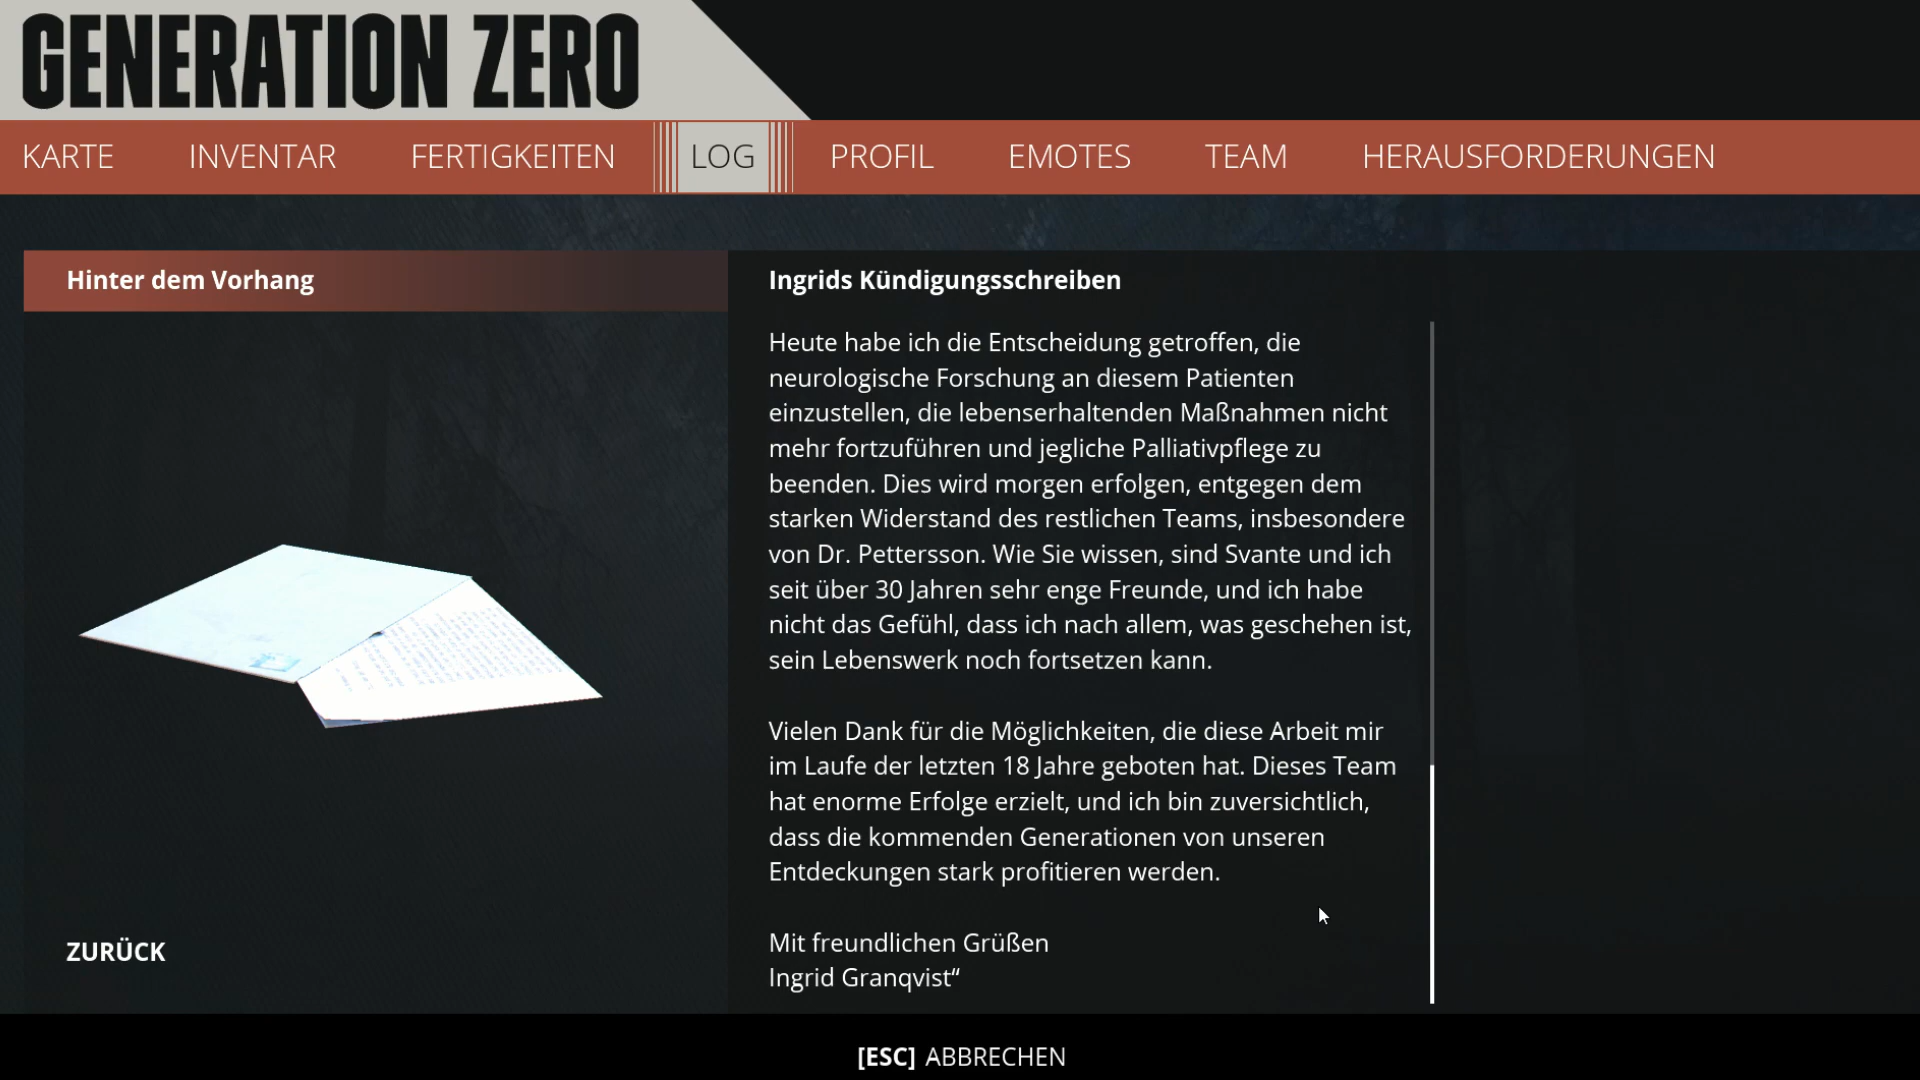 GENERATION ZERO
KARTE INVENTAR FERTIGKEITEN LOG PROFIL EMOTES TEAM HERAUSFORDERUNGEN
Hinter dem Vorhang
ZURÜCK
Ingrids Kündigungsschreiben
Heute habe ich die Entscheidung getroffen, die
neurologische Forschung an diesem Patienten
einzustellen, die lebenserhaltenden Maßnahmen nicht
mehr fortzuführen und jegliche Palliativpflege zu
beenden. Dies wird morgen erfolgen, entgegen dem
starken Widerstand des restlichen Teams, insbesondere
von Dr. Pettersson. Wie Sie wissen, sind Svante und ich
seit über 30 Jahren sehr enge Freunde, und ich habe
nicht das Gefühl, dass ich nach allem, was geschehen ist,
sein Lebenswerk noch fortsetzen kann.
Vielen Dank für die Möglichkeiten, die diese Arbeit mir
im Laufe der letzten 18 Jahre geboten hat. Dieses Team
hat enorme Erfolge erzielt, und ich bin zuversichtlich,
dass die kommenden Generationen von unseren
Entdeckungen stark profitieren werden.
Mit freundlichen Grüßen
Ingrid Granqvist“
[ESC] ABBRECHEN